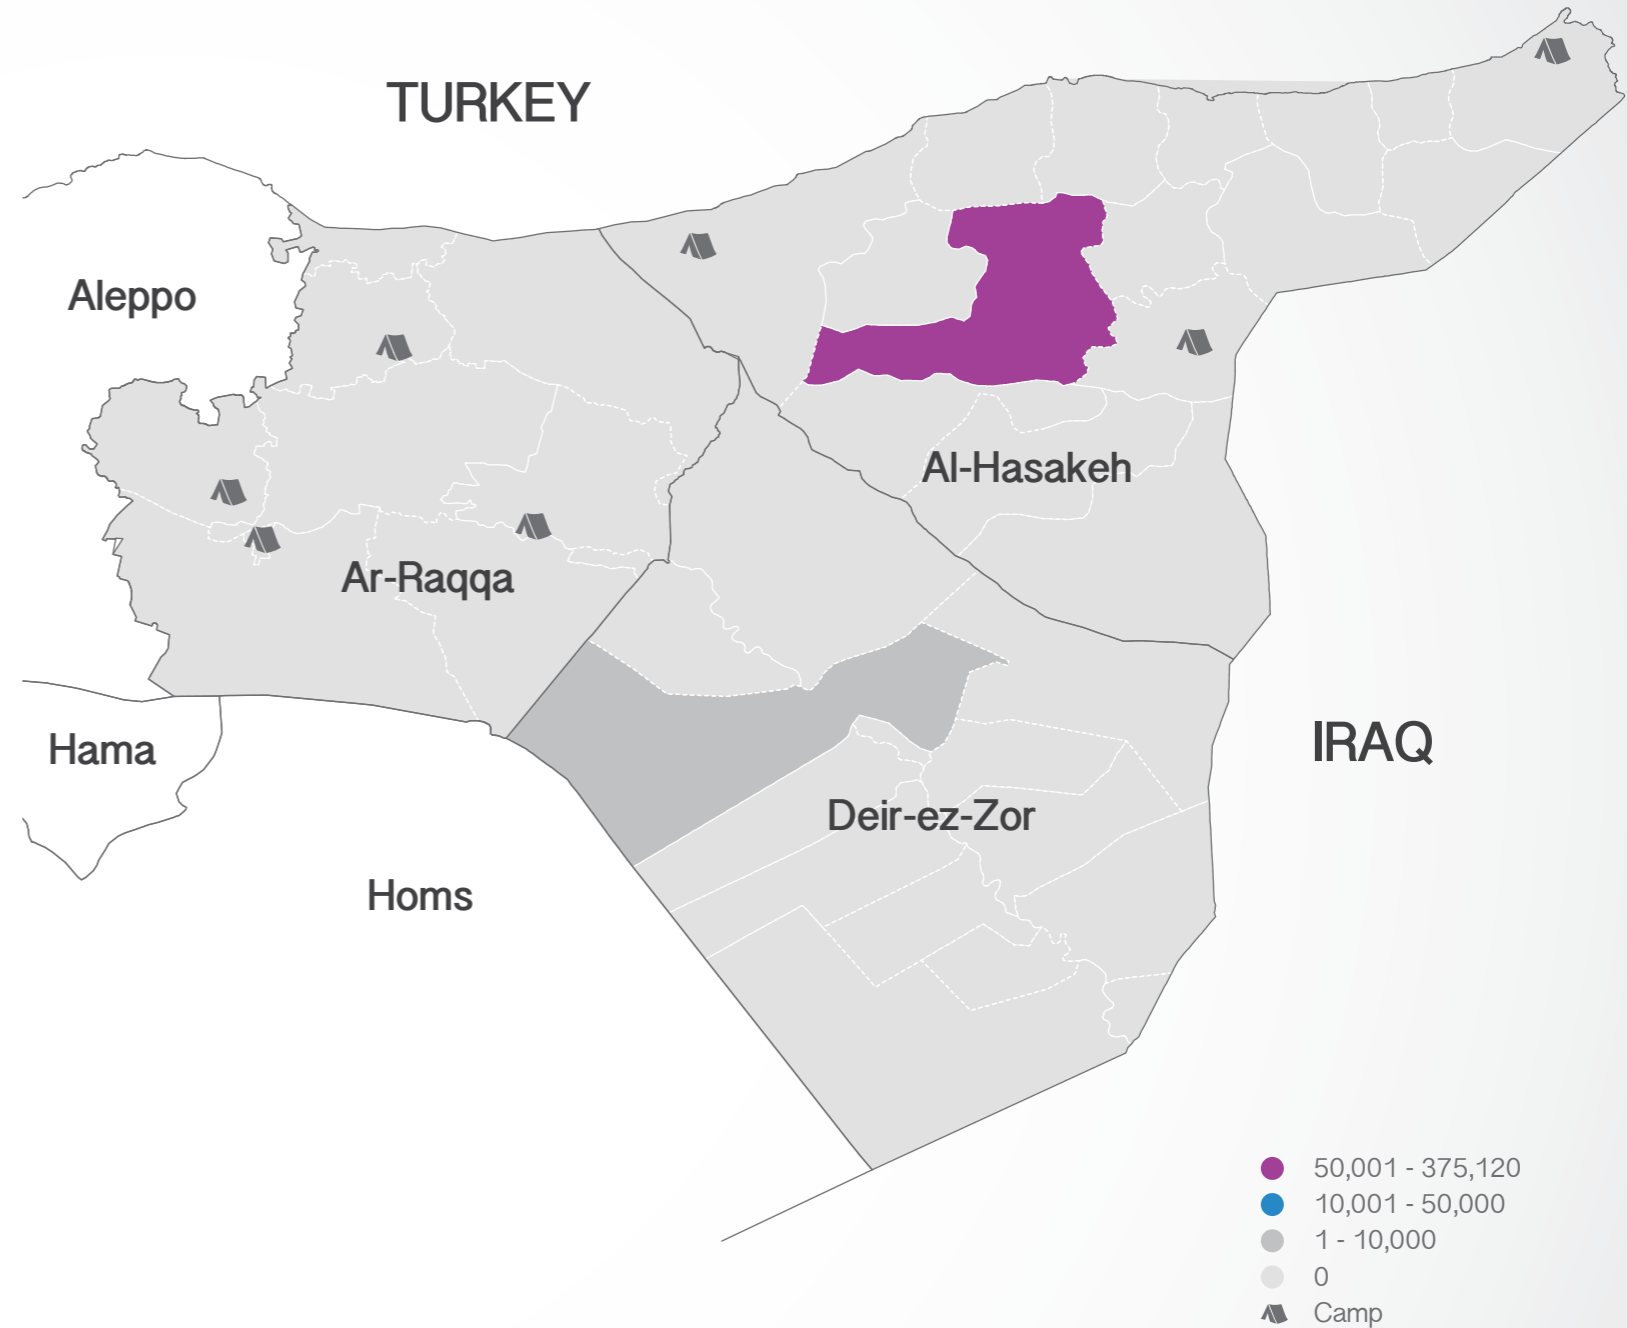 TURKEY
Aleppo
Al-Hasakeh
Ar-Raqqa
Hama
IRAQ
Deir-ez-Zor
Homs
50,001 - 375,120
10,001 - 50,000
1 - 10,000
0
Camp